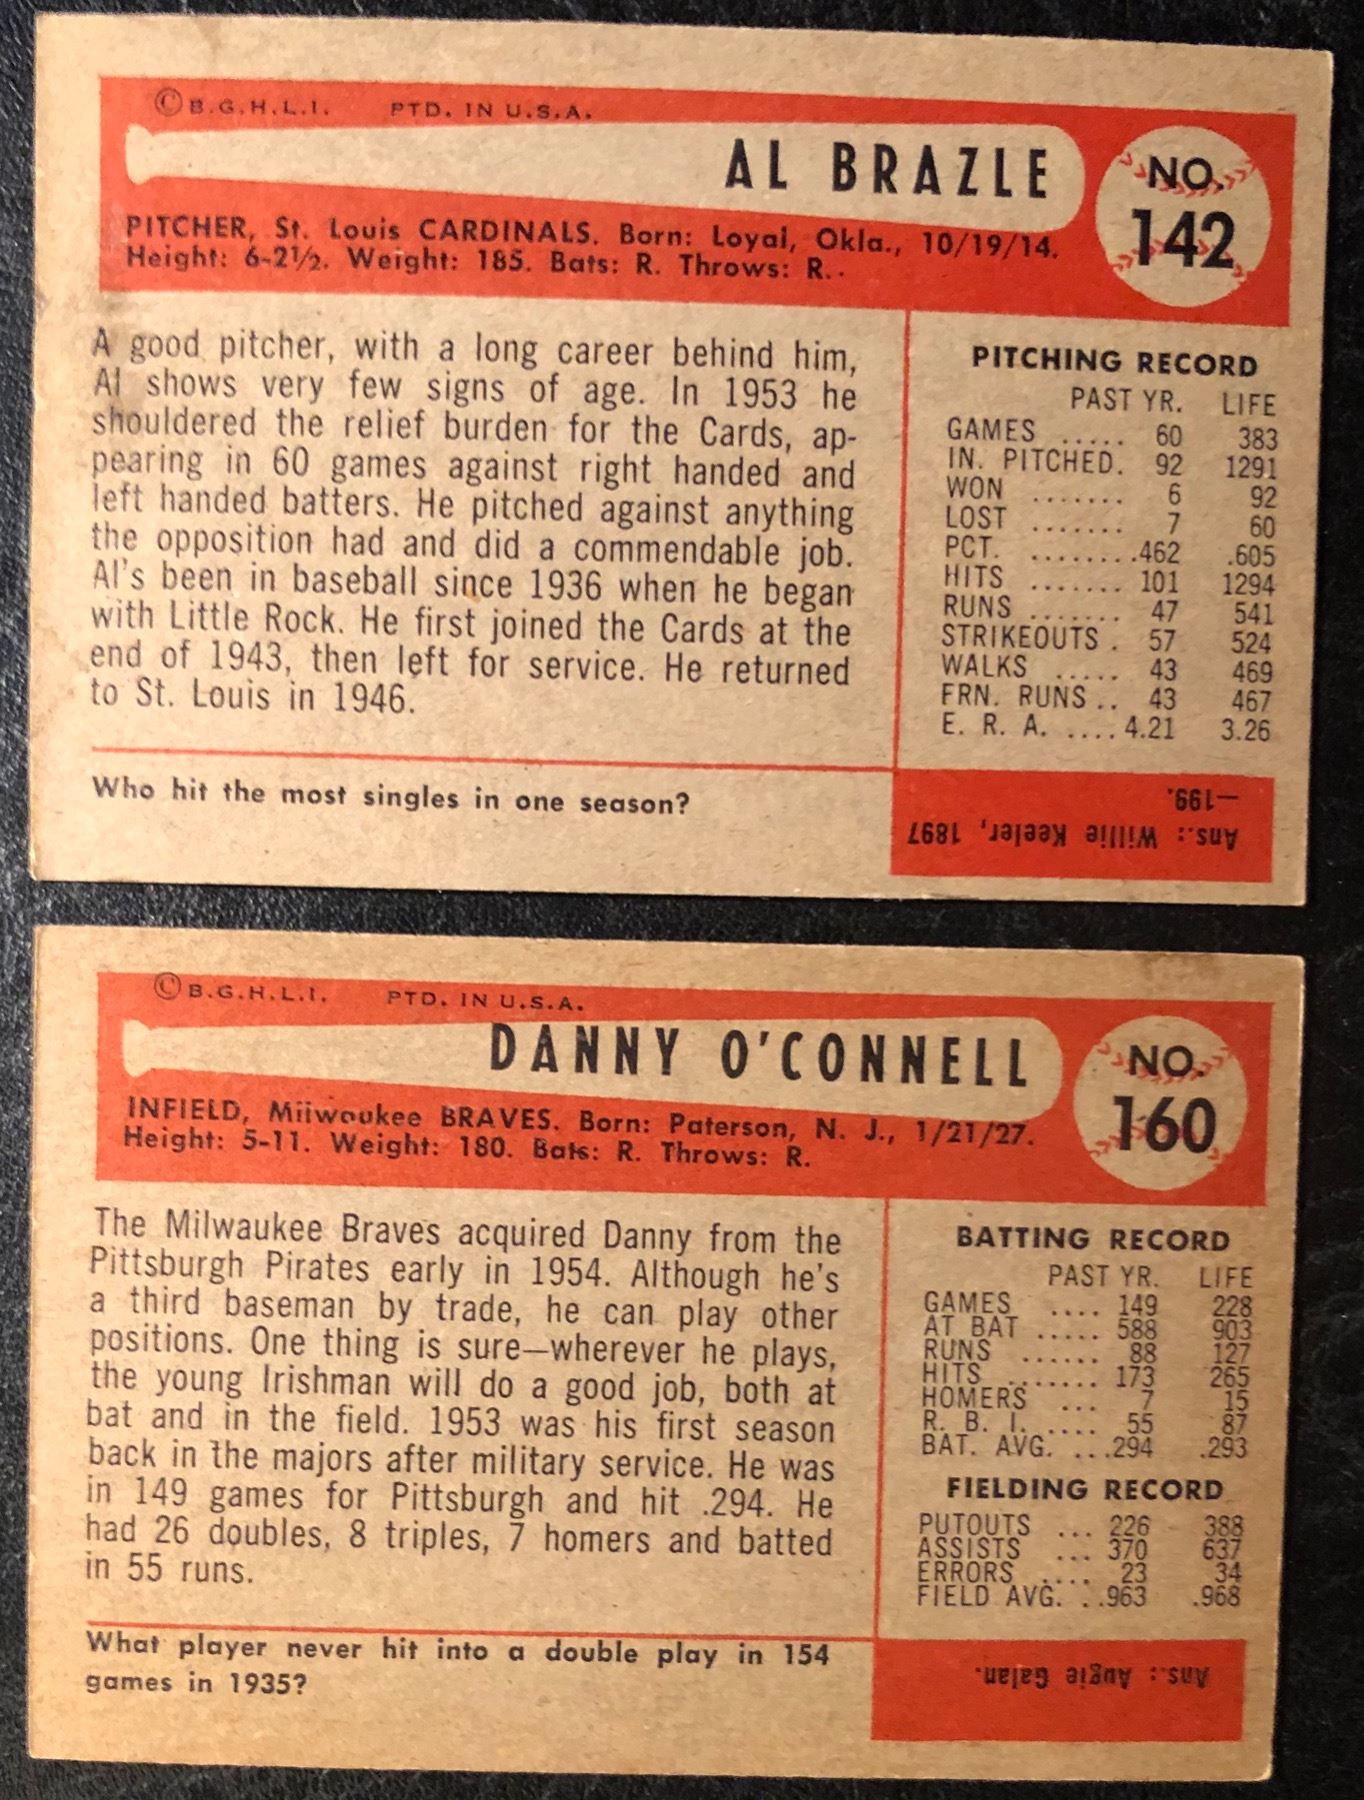 ©B.G.H.L.I. PTD. IN U.S.A.
AL BRAZLE
NO.
142
PITCHER, St. Louis CARDINALS. Born: Loyal, Okla., 10/19/14.
Height: 6-2½. Weight: 185. Bats: R. Throws: R.
A good pitcher, with a long career behind him,
Al shows very few signs of age. In 1953 he
shouldered the relief burden for the Cards, ap-
pearing in 60 games against right handed and
left handed batters. He pitched against anything
the opposition had and did a commendable job.
Al's been in baseball since 1936 when he began
with Little Rock. He first joined the Cards at the
end of 1943, then left for service. He returned
to St. Louis in 1946.
PITCHING RECORD
PAST YR. LIFE
GAMES ..... 60 383
IN. PITCHED. 92 1291
WON ....... 6 92
LOST ....... 7 60
PCT. ........462 .605
HITS ....... 101 1294
RUNS ....... 47 541
STRIKEOUTS . 57 524
WALKS ..... 43 469
ERN. RUNS .. 43 467
E. R. A. ....4.21 3.26
Who hit the most singles in one season?
Ans.: Willie Keeler, 1897
—199.
©B.G.H.L.I. PTD. IN U.S.A.
DANNY O'CONNELL
NO.
160
INFIELD, Milwaukee BRAVES. Born: Paterson, N. J., 1/21/27.
Height: 5-11. Weight: 180. Bats: R. Throws: R.
The Milwaukee Braves acquired Danny from the
Pittsburgh Pirates early in 1954. Although he's
a third baseman by trade, he can play other
positions. One thing is sure—wherever he plays,
the young Irishman will do a good job, both at
bat and in the field. 1953 was his first season
back in the majors after military service. He was
in 149 games for Pittsburgh and hit .294. He
had 26 doubles, 8 triples, 7 homers and batted
in 55 runs.
BATTING RECORD
PAST YR. LIFE
GAMES .... 149 228
AT BAT ..... 588 903
RUNS ...... 88 127
HITS ....... 173 265
HOMERS ... 7 15
R. B. I. .... 55 87
BAT. AVG. ...294 .293
FIELDING RECORD
PUTOUTS ... 226 388
ASSISTS ... 370 637
ERRORS .... 23 34
FIELD AVG. ..963 .968
What player never hit into a double play in 154
games in 1935?
Ans.: Augie Galan.